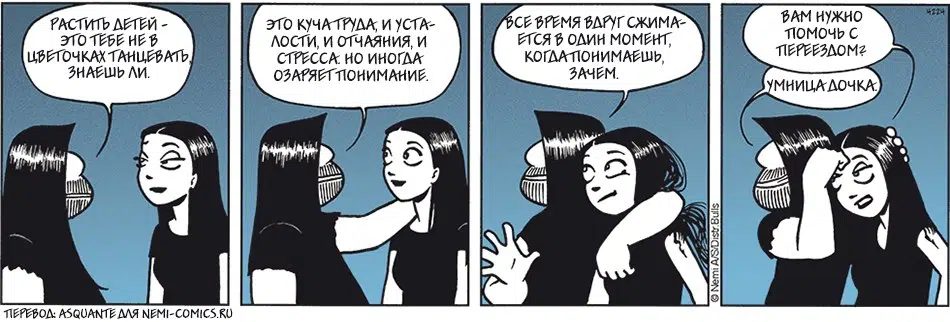 РАСТИТЬ ДЕТЕЙ -
ЭТО ТЕБЕ НЕ В
ЦВЕТОЧКАХ ТАНЦЕВАТЬ,
ЗНАЕШЬ ЛИ.
ЭТО КУЧА ТРУДА, И УСТА-
ЛОСТИ, И ОТЧАЯНИЯ, И
СТРЕССА. НО ИНОГДА
ОЗАРЯЕТ ПОНИМАНИЕ.
ВСЕ ВРЕМЯ ВДРУГ СЖИМА-
ЕТСЯ В ОДИН МОМЕНТ,
КОГДА ПОНИМАЕШЬ,
ЗАЧЕМ.
© Nemi A/S/Distr. Bulls
4224
ВАМ НУЖНО
ПОМОЧЬ С
ПЕРЕЕЗДОМ?
УМНИЦА ДОЧКА.
ПЕРЕВОД: ASQUANTE ДЛЯ NEMI-COMICS.RU